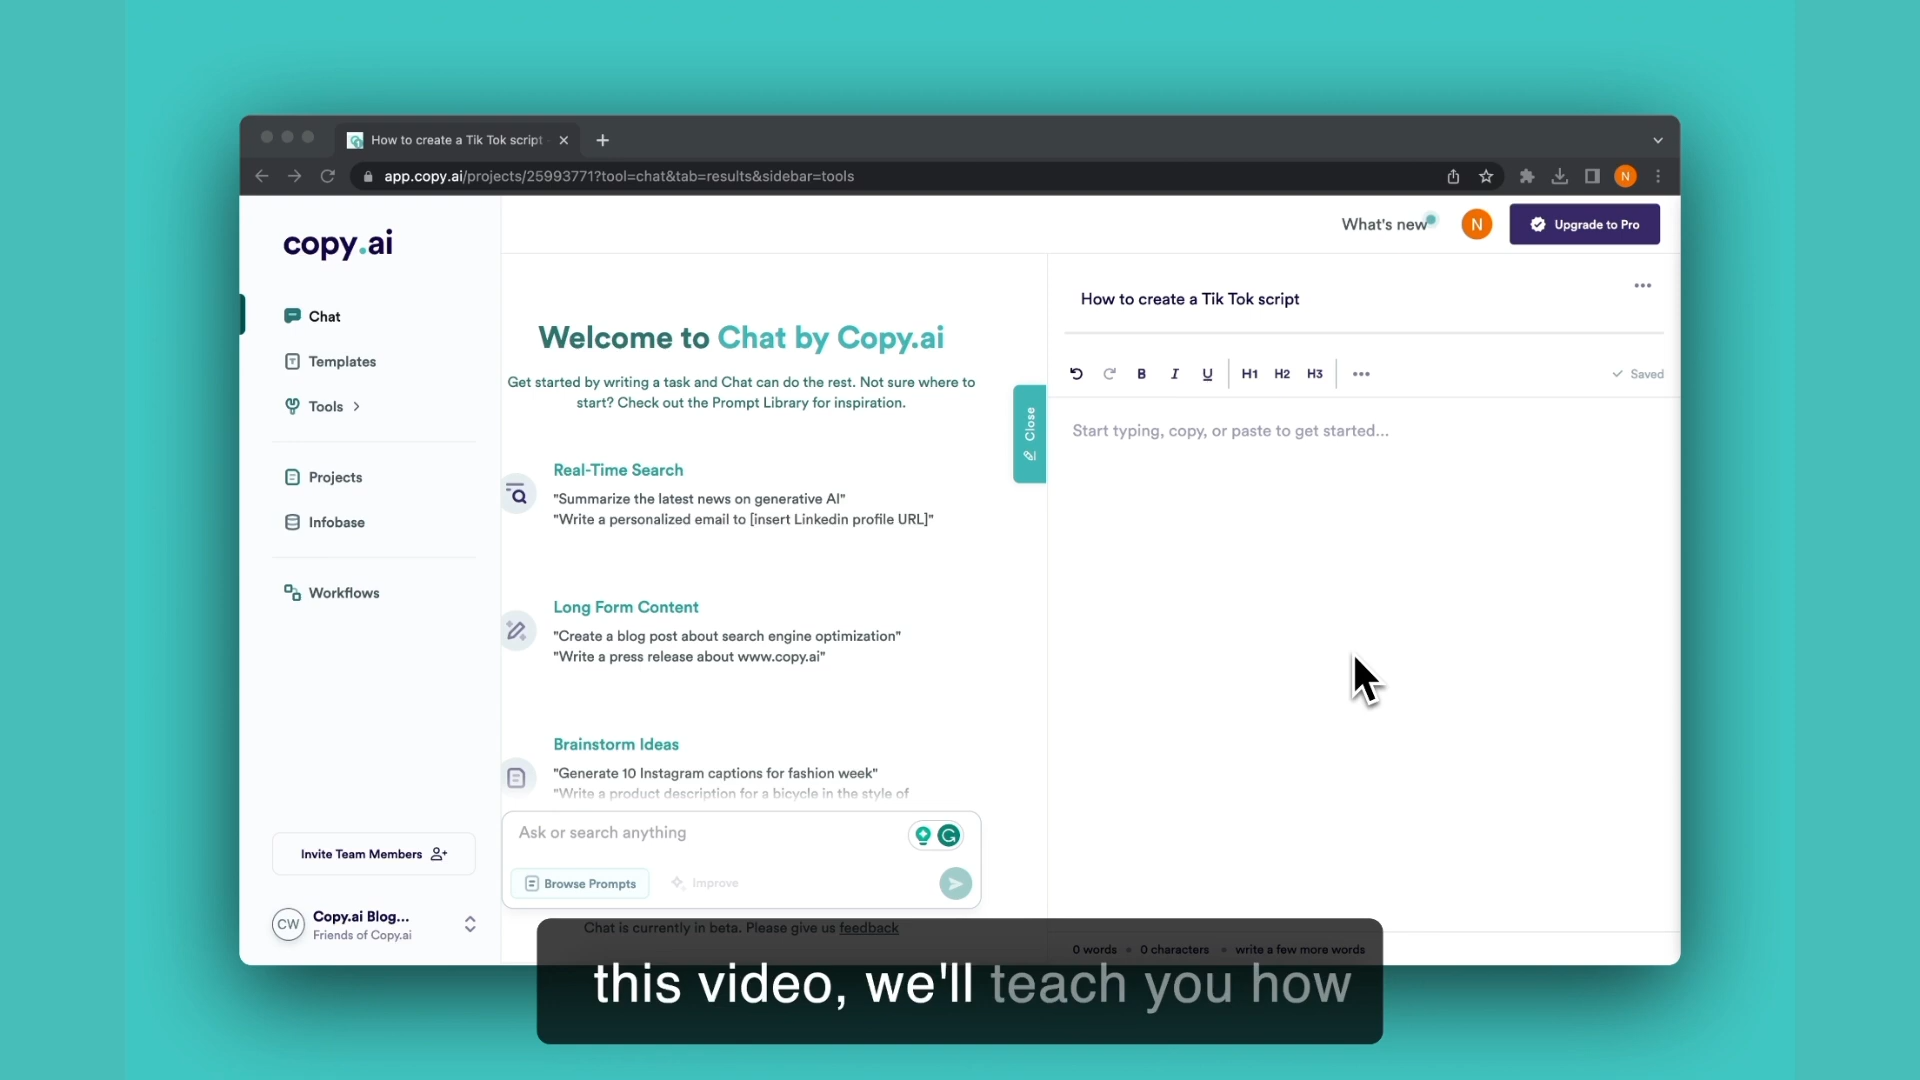 How to create a Tik Tok script
app.copy.ai/projects/25993771?tool=chat&tab=results&sidebar=tools
N
copy.ai
What's new
N
Upgrade to Pro
Chat
Templates
Tools
Projects
Infobase
Workflows
Invite Team Members
CW
Copy.ai Blog...
Friends of Copy.ai
Welcome to Chat by Copy.ai
Get started by writing a task and Chat can do the rest. Not sure where to
start? Check out the Prompt Library for inspiration.
Real-Time Search
"Summarize the latest news on generative AI"
"Write a personalized email to [insert Linkedin profile URL]"
Long Form Content
"Create a blog post about search engine optimization"
"Write a press release about www.copy.ai"
Brainstorm Ideas
"Generate 10 Instagram captions for fashion week"
"Write a product description for a bicycle in the style of
Ask or search anything
Browse Prompts
Improve
Chat is currently in beta. Please give us feedback
Close
How to create a Tik Tok script
B I U H1 H2 H3
Saved
Start typing, copy, or paste to get started...
0 words • 0 characters • write a few more words
this video, we'll teach you how